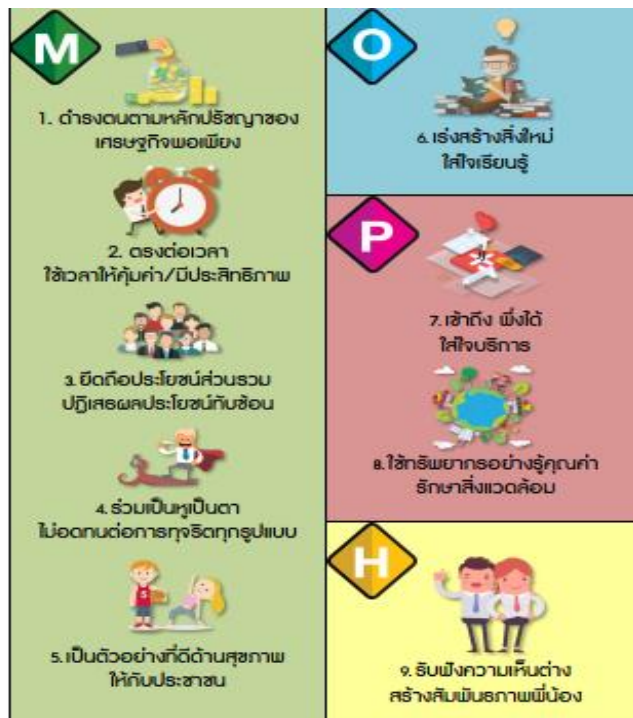 M
1. ดำรงตนตามหลักปรัชญาของ
เศรษฐกิจพอเพียง
2. ตรงต่อเวลา
ใช้เวลาให้คุ้มค่า/มีประสิทธิภาพ
3. ยึดถือประโยชน์ส่วนรวม
ปฏิเสธผลประโยชน์ทับซ้อน
4. ร่วมเป็นหูเป็นตา
ไม่อดทนต่อการทุจริตทุกรูปแบบ
5. เป็นตัวอย่างที่ดีด้านสุขภาพ
ให้กับประชาชน
O
6. เร่งสร้างสิ่งใหม่
ใส่ใจเรียนรู้
P
7. เข้าถึง พึ่งได้
ใส่ใจบริการ
8. ใช้ทรัพยากรอย่างรู้คุณค่า
รักษาสิ่งแวดล้อม
H
9. รับฟังความเห็นต่าง
สร้างสัมพันธภาพพี่น้อง